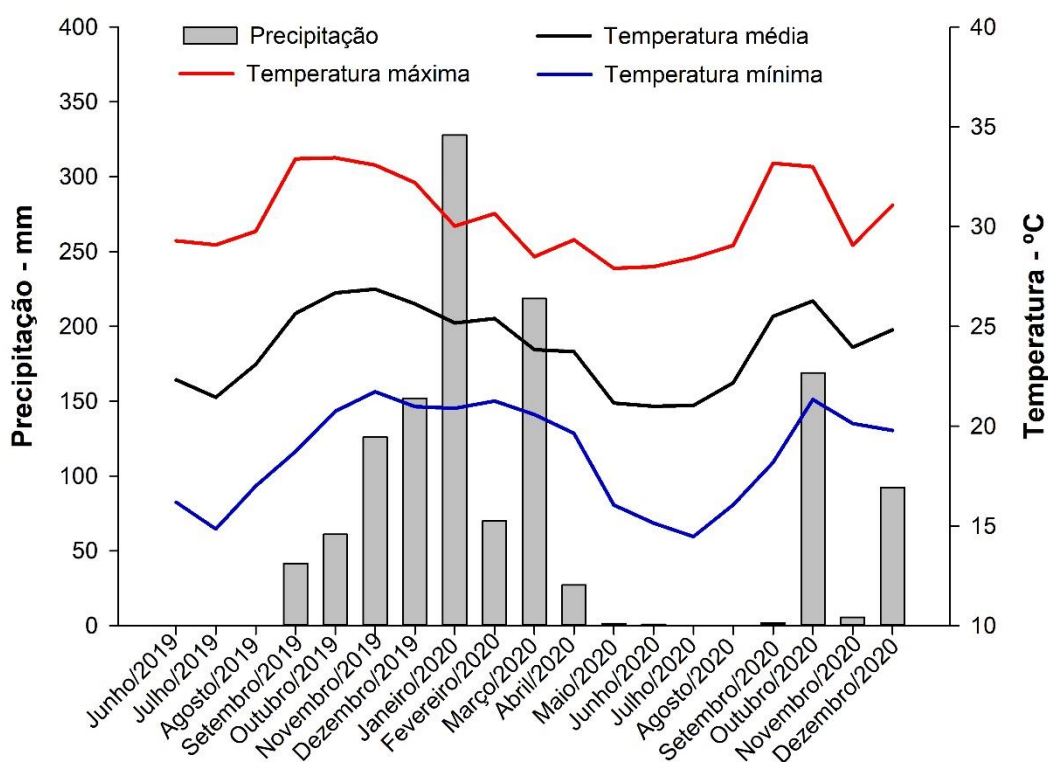 Precipitação
Temperatura média
Temperatura máxima
Temperatura mínima
400
350
300
250
200
150
100
50
0
Precipitação - mm
40
35
30
25
20
15
10
Temperatura - ºC
Junho/2019
Julho/2019
Agosto/2019
Setembro/2019
Outubro/2019
Novembro/2019
Dezembro/2019
Janeiro/2020
Fevereiro/2020
Março/2020
Abril/2020
Maio/2020
Junho/2020
Julho/2020
Agosto/2020
Setembro/2020
Outubro/2020
Novembro/2020
Dezembro/2020